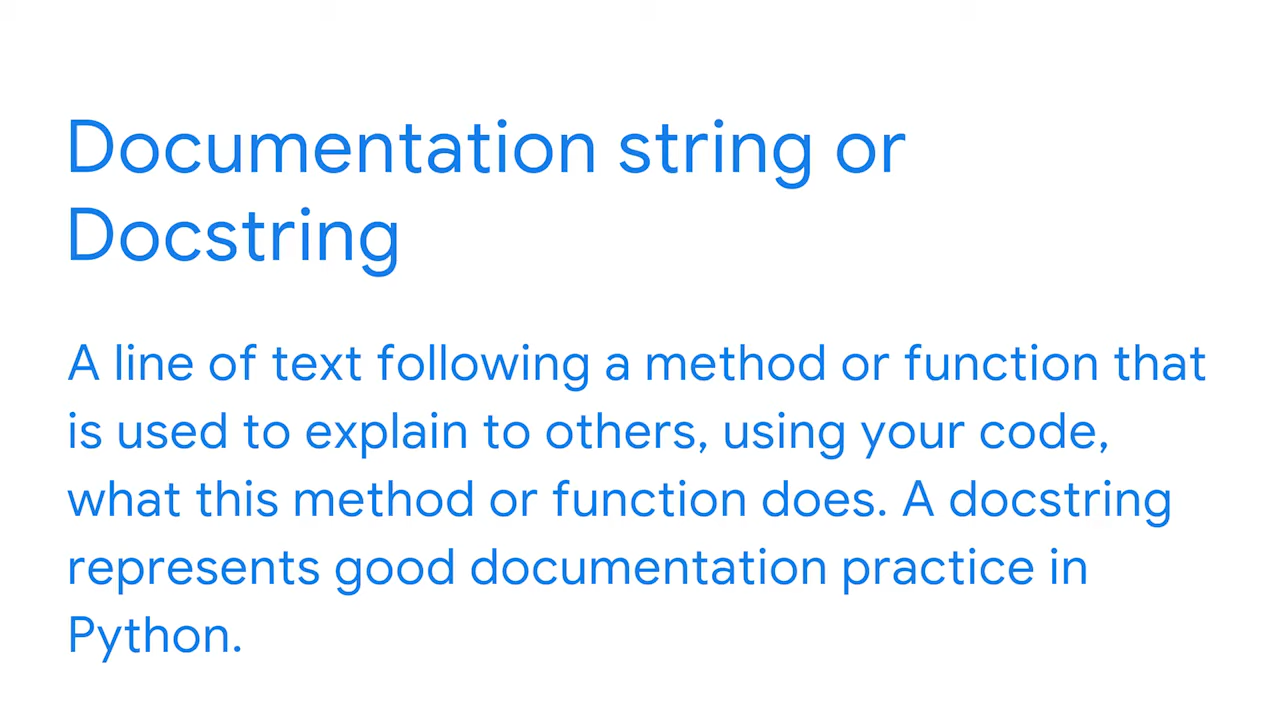 Documentation string or
Docstring
A line of text following a method or function that
is used to explain to others, using your code,
what this method or function does. A docstring
represents good documentation practice in
Python.